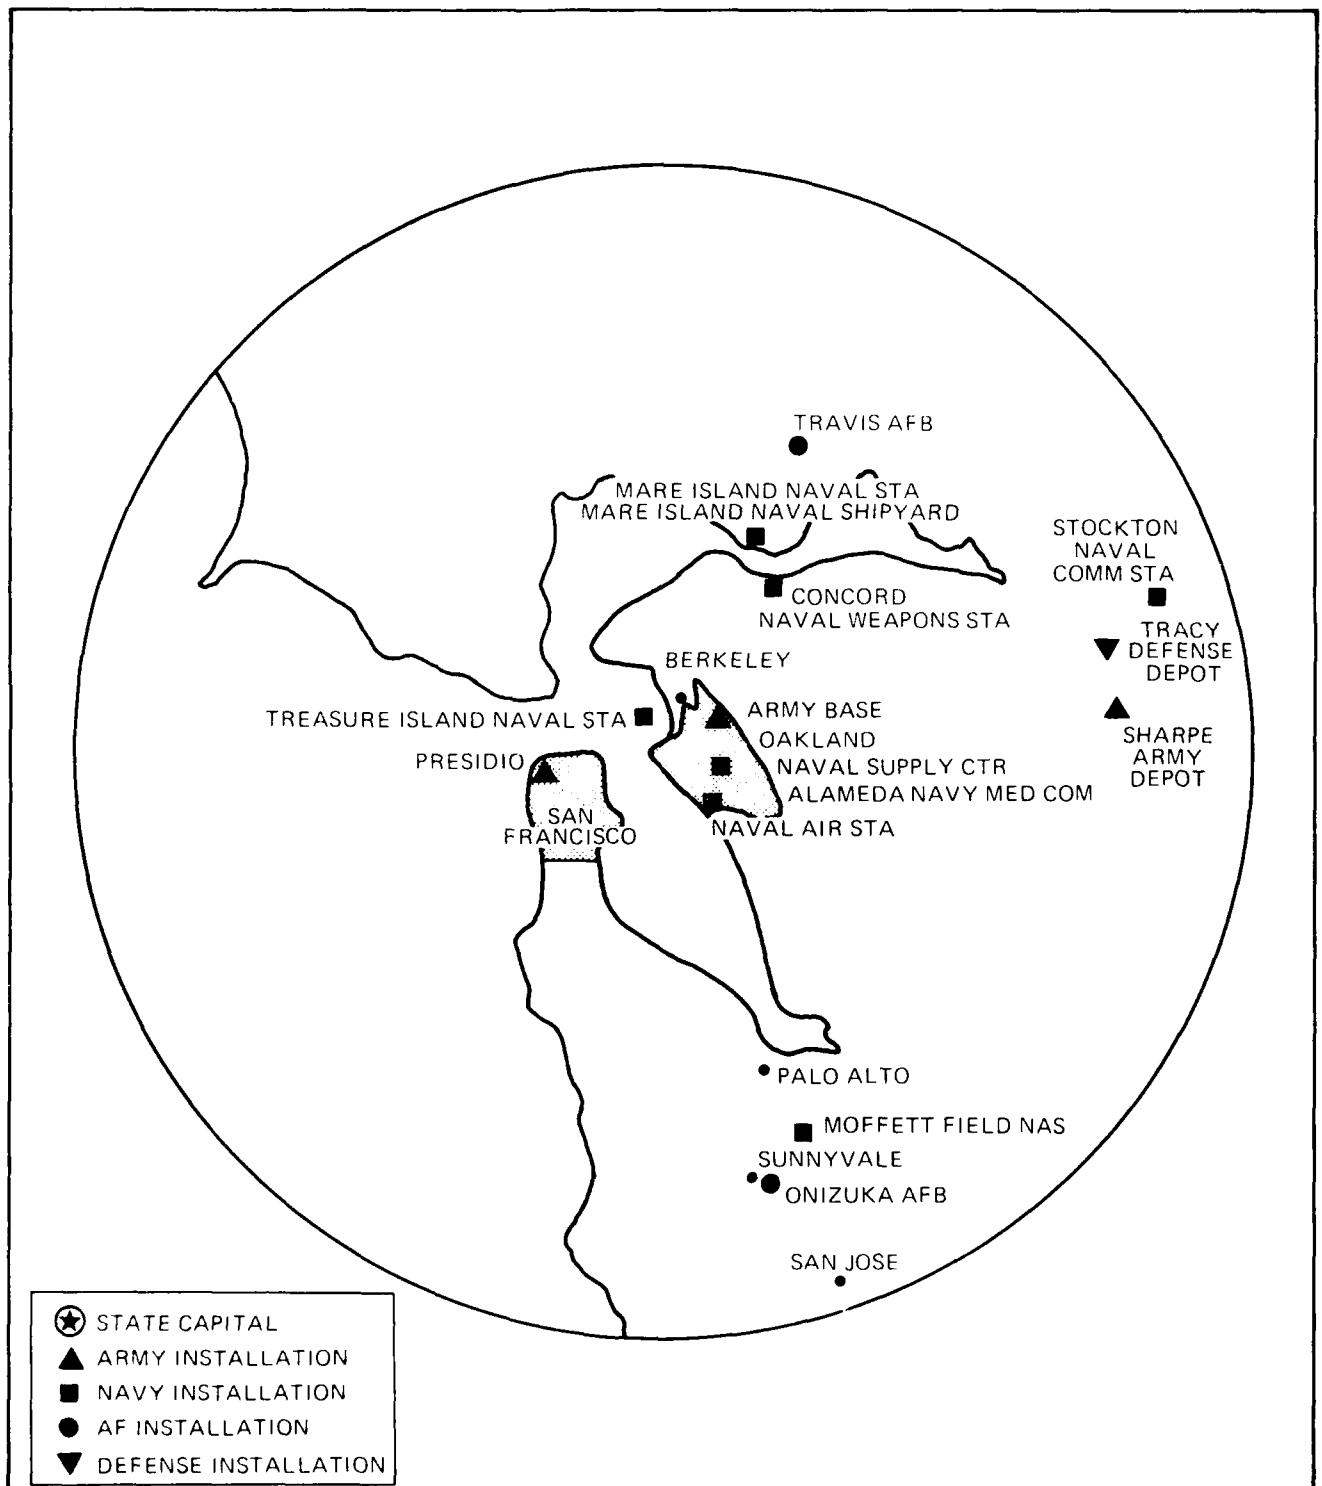 TRAVIS AFB
MARE ISLAND NAVAL STA
MARE ISLAND NAVAL SHIPYARD
STOCKTON
NAVAL
COMM STA
CONCORD
NAVAL WEAPONS STA
TRACY
DEFENSE
DEPOT
BERKELEY
TREASURE ISLAND NAVAL STA
ARMY BASE
OAKLAND
SHARPE
ARMY
DEPOT
PRESIDIO
NAVAL SUPPLY CTR
ALAMEDA NAVY MED COM
NAVAL AIR STA
SAN
FRANCISCO
PALO ALTO
MOFFETT FIELD NAS
SUNNYVALE
ONIZUKA AFB
SAN JOSE
STATE CAPITAL
ARMY INSTALLATION
NAVY INSTALLATION
AF INSTALLATION
DEFENSE INSTALLATION